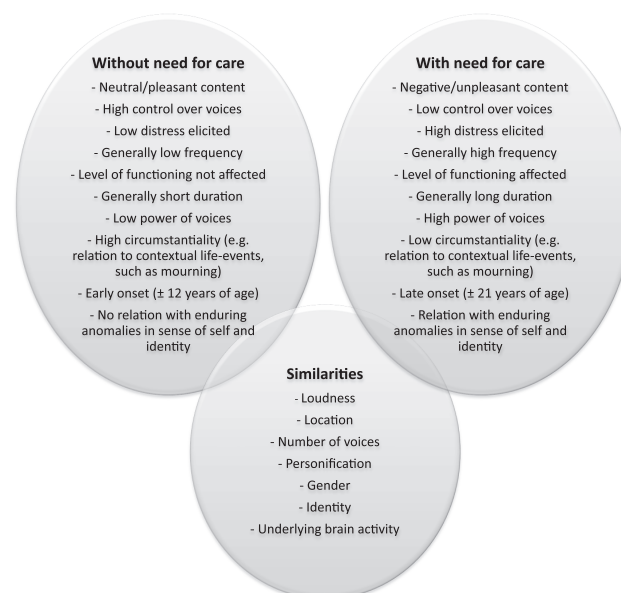 Without need for care
- Neutral/pleasant content
- High control over voices
- Low distress elicited
- Generally low frequency
- Level of functioning not affected
- Generally short duration
- Low power of voices
- High circumstantiality (e.g.
relation to contextual life-events,
such as mourning)
- Early onset (± 12 years of age)
- No relation with enduring
anomalies in sense of self and
identity
With need for care
- Negative/unpleasant content
- Low control over voices
- High distress elicited
- Generally high frequency
- Level of functioning affected
- Generally long duration
- High power of voices
- Low circumstantiality (e.g.
relation to contextual life-events,
such as mourning)
- Late onset (± 21 years of age)
- Relation with enduring
anomalies in sense of self and
identity
Similarities
- Loudness
- Location
- Number of voices
- Personification
- Gender
- Identity
- Underlying brain activity